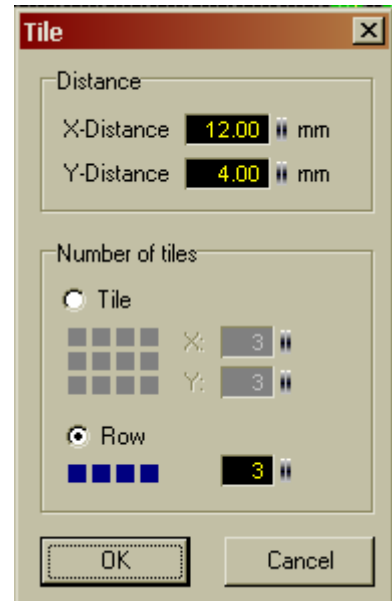 Tile
Distance
X-Distance 12.00 mm
Y-Distance 4.00 mm
Number of tiles
Tile
X: 3
Y: 3
Row
3
OK Cancel